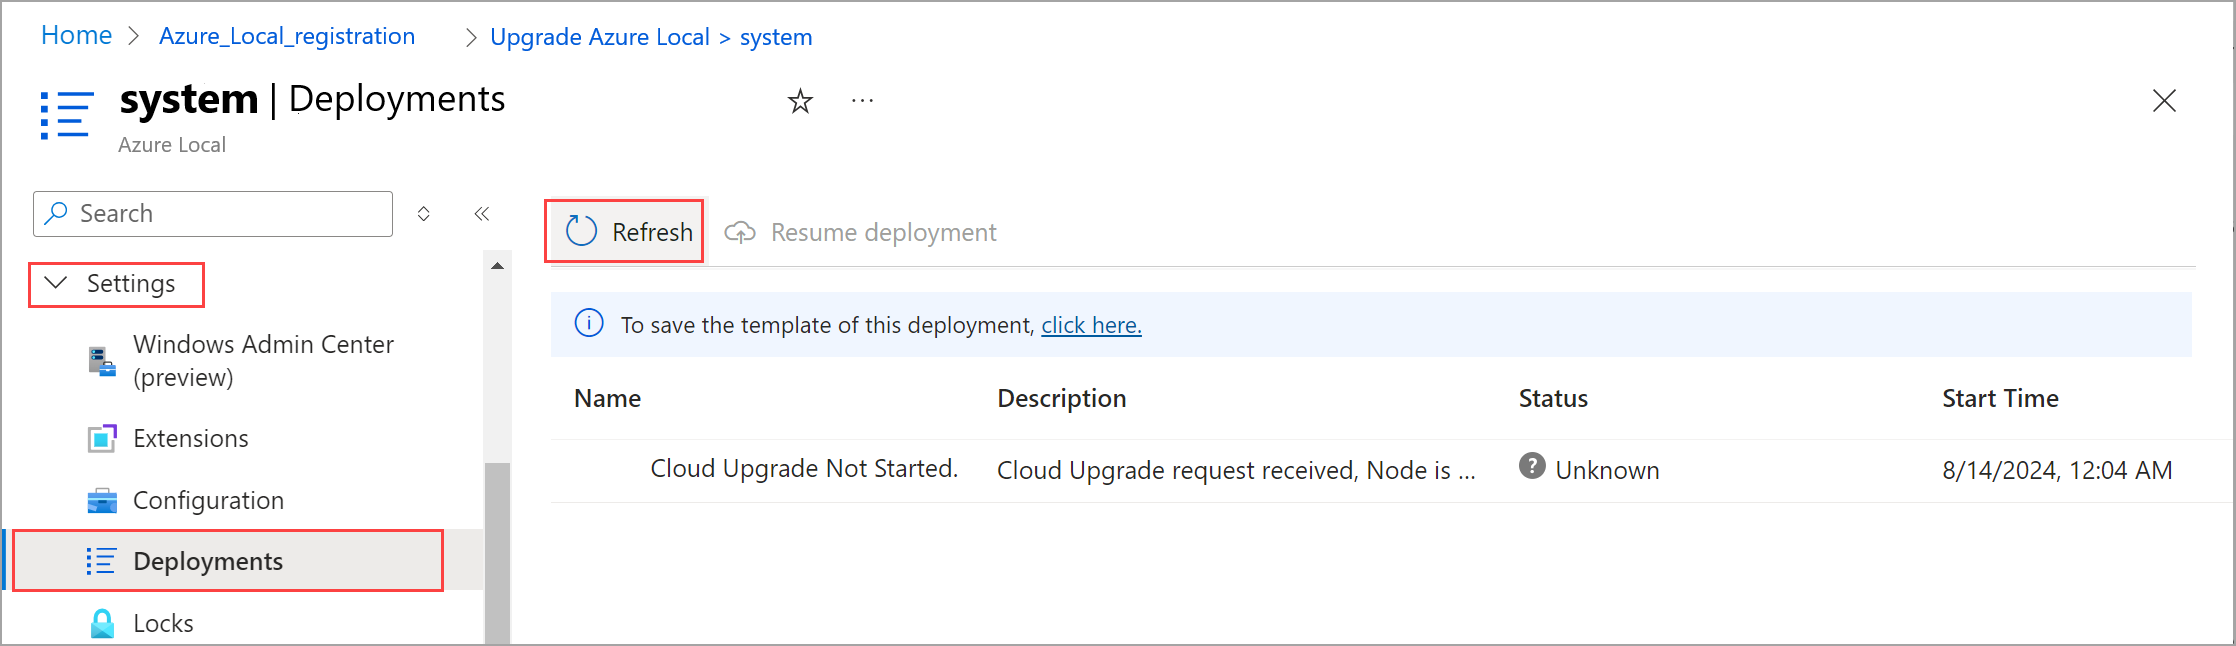 Home > Azure_Local_registration > Upgrade Azure Local > system
system | Deployments
Azure Local
Search
Refresh
Resume deployment
Settings
Windows Admin Center
(preview)
Extensions
Configuration
Deployments
Locks
To save the template of this deployment, click here.
Name Description Status Start Time
Cloud Upgrade Not Started. Cloud Upgrade request received, Node is ... Unknown 8/14/2024, 12:04 AM